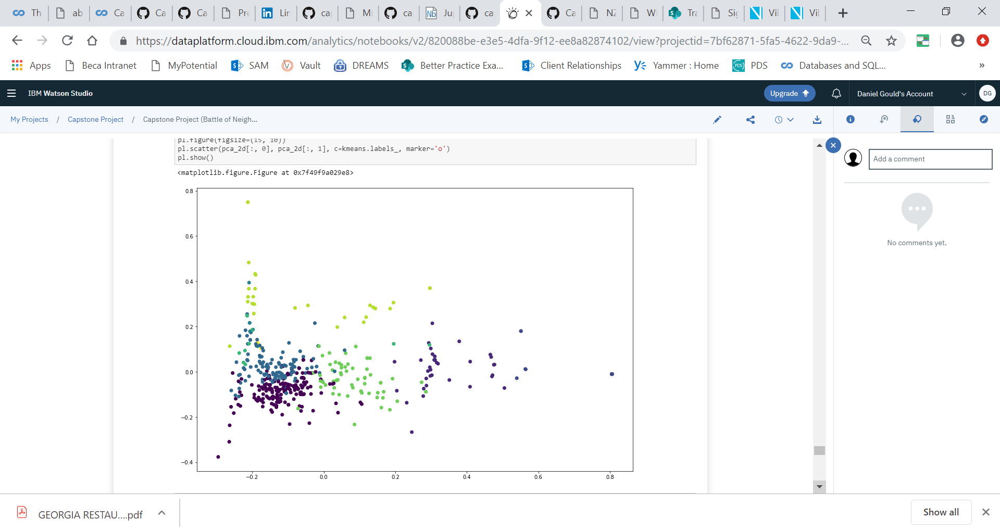 Th
ab
Ca
Ca
Ca
Pr
Lin
ca
Mi
ca
Nb Ju
ca
Ca
NZ
W
Tra
Sig
Vil
Vil
https://dataplatform.cloud.ibm.com/analytics/notebooks/v2/820088be-e3e5-4dfa-9f12-ee8a82874102/view?projectid=7bf62871-5fa5-4622-9da9-...
Apps
Beca Intranet
MyPotential
SAM
Vault
DREAMS
Better Practice Exa...
Client Relationships
Yammer : Home
PDS
Databases and SQL...
»
IBM Watson Studio
Upgrade
Daniel Gould's Account
DG
My Projects / Capstone Project / Capstone Project (Battle of Neigh...
pl.figure(figsize=(15, 10))
pl.scatter(pca_2d[:, 0], pca_2d[:, 1], c=kmeans.labels_, marker='o')
pl.show()
<matplotlib.figure.Figure at 0x7f49f9a029e8>
0.8
0.6
0.4
0.2
0.0
−0.2
−0.4
−0.2 0.0 0.2 0.4 0.6 0.8
Add a comment
No comments yet.
GEORGIA RESTAU....pdf
Show all